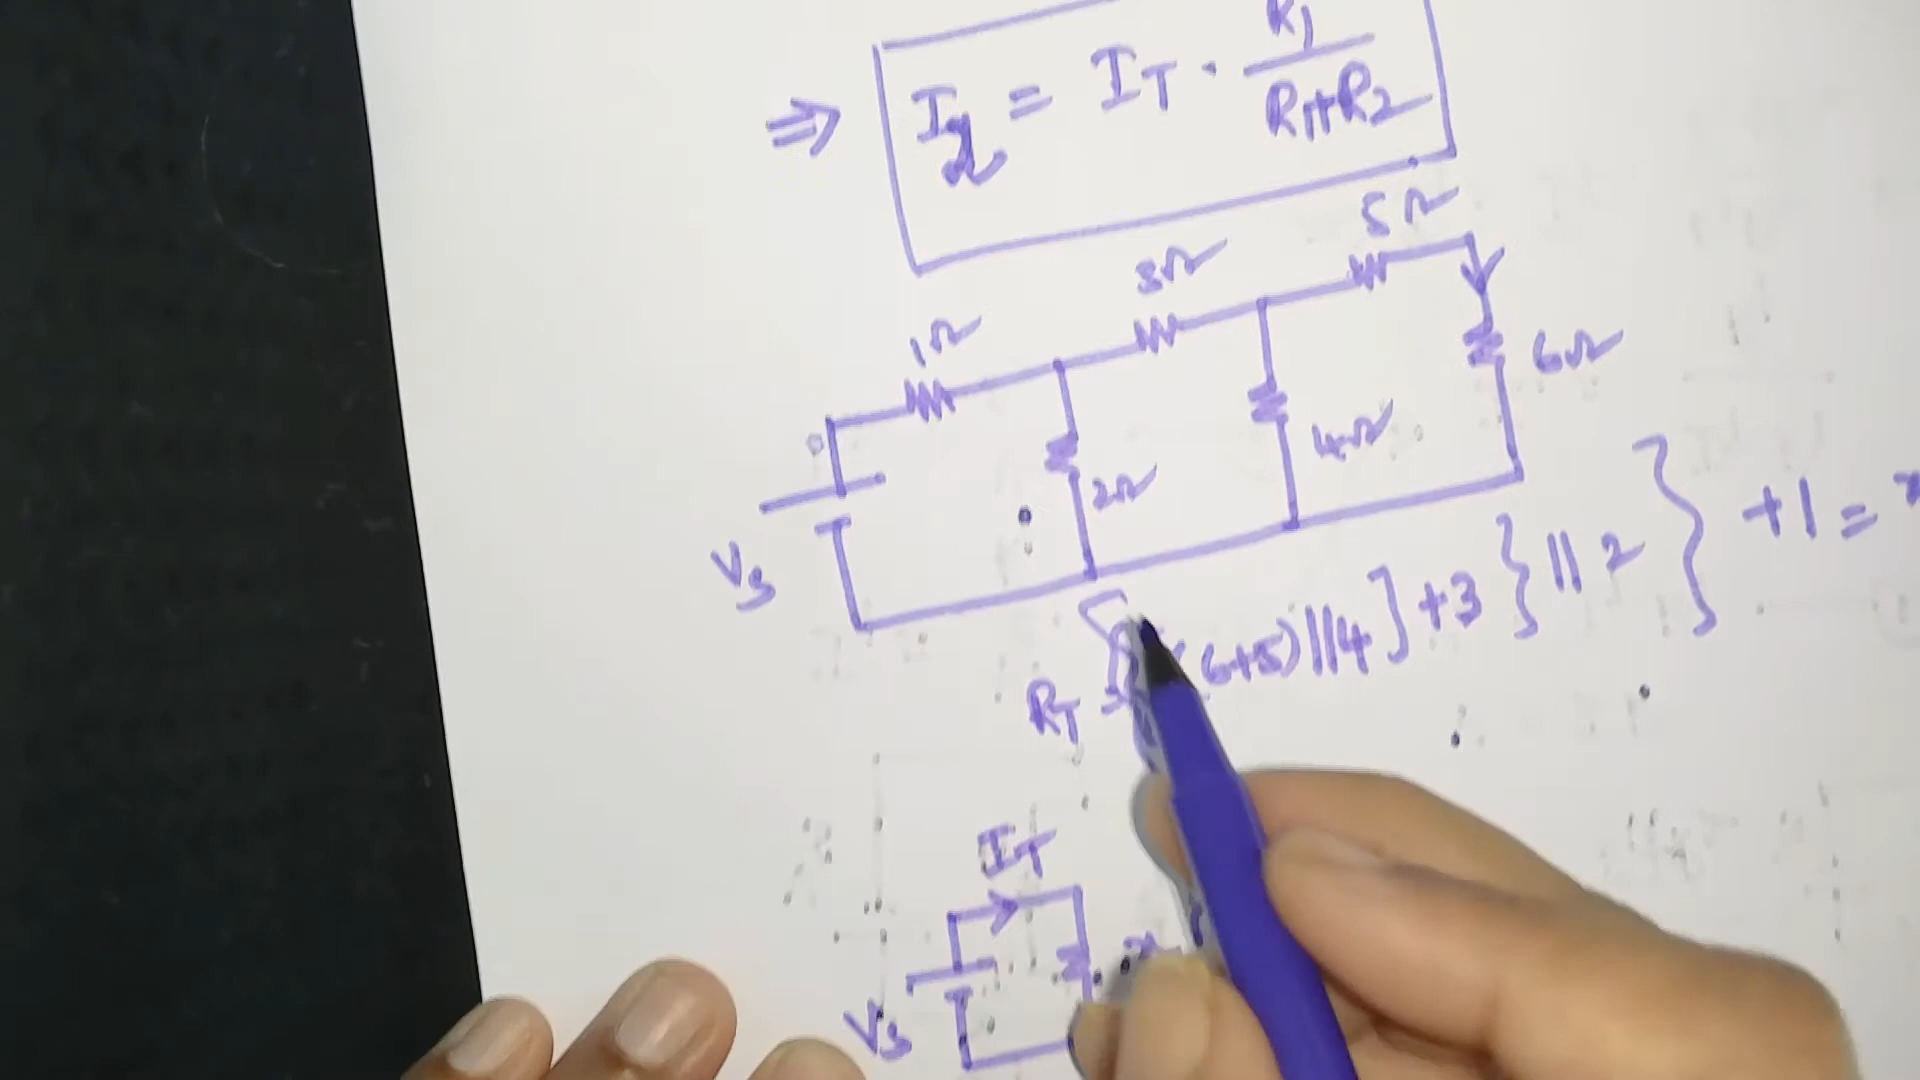 ⇒ I2 = IT · R1 / R1+R2
5Ω
3Ω
1Ω
6Ω
4Ω
2Ω
Vs
RT = (6+5) || 4 ] + 3 } || 2 } + 1 =
IT
Vs